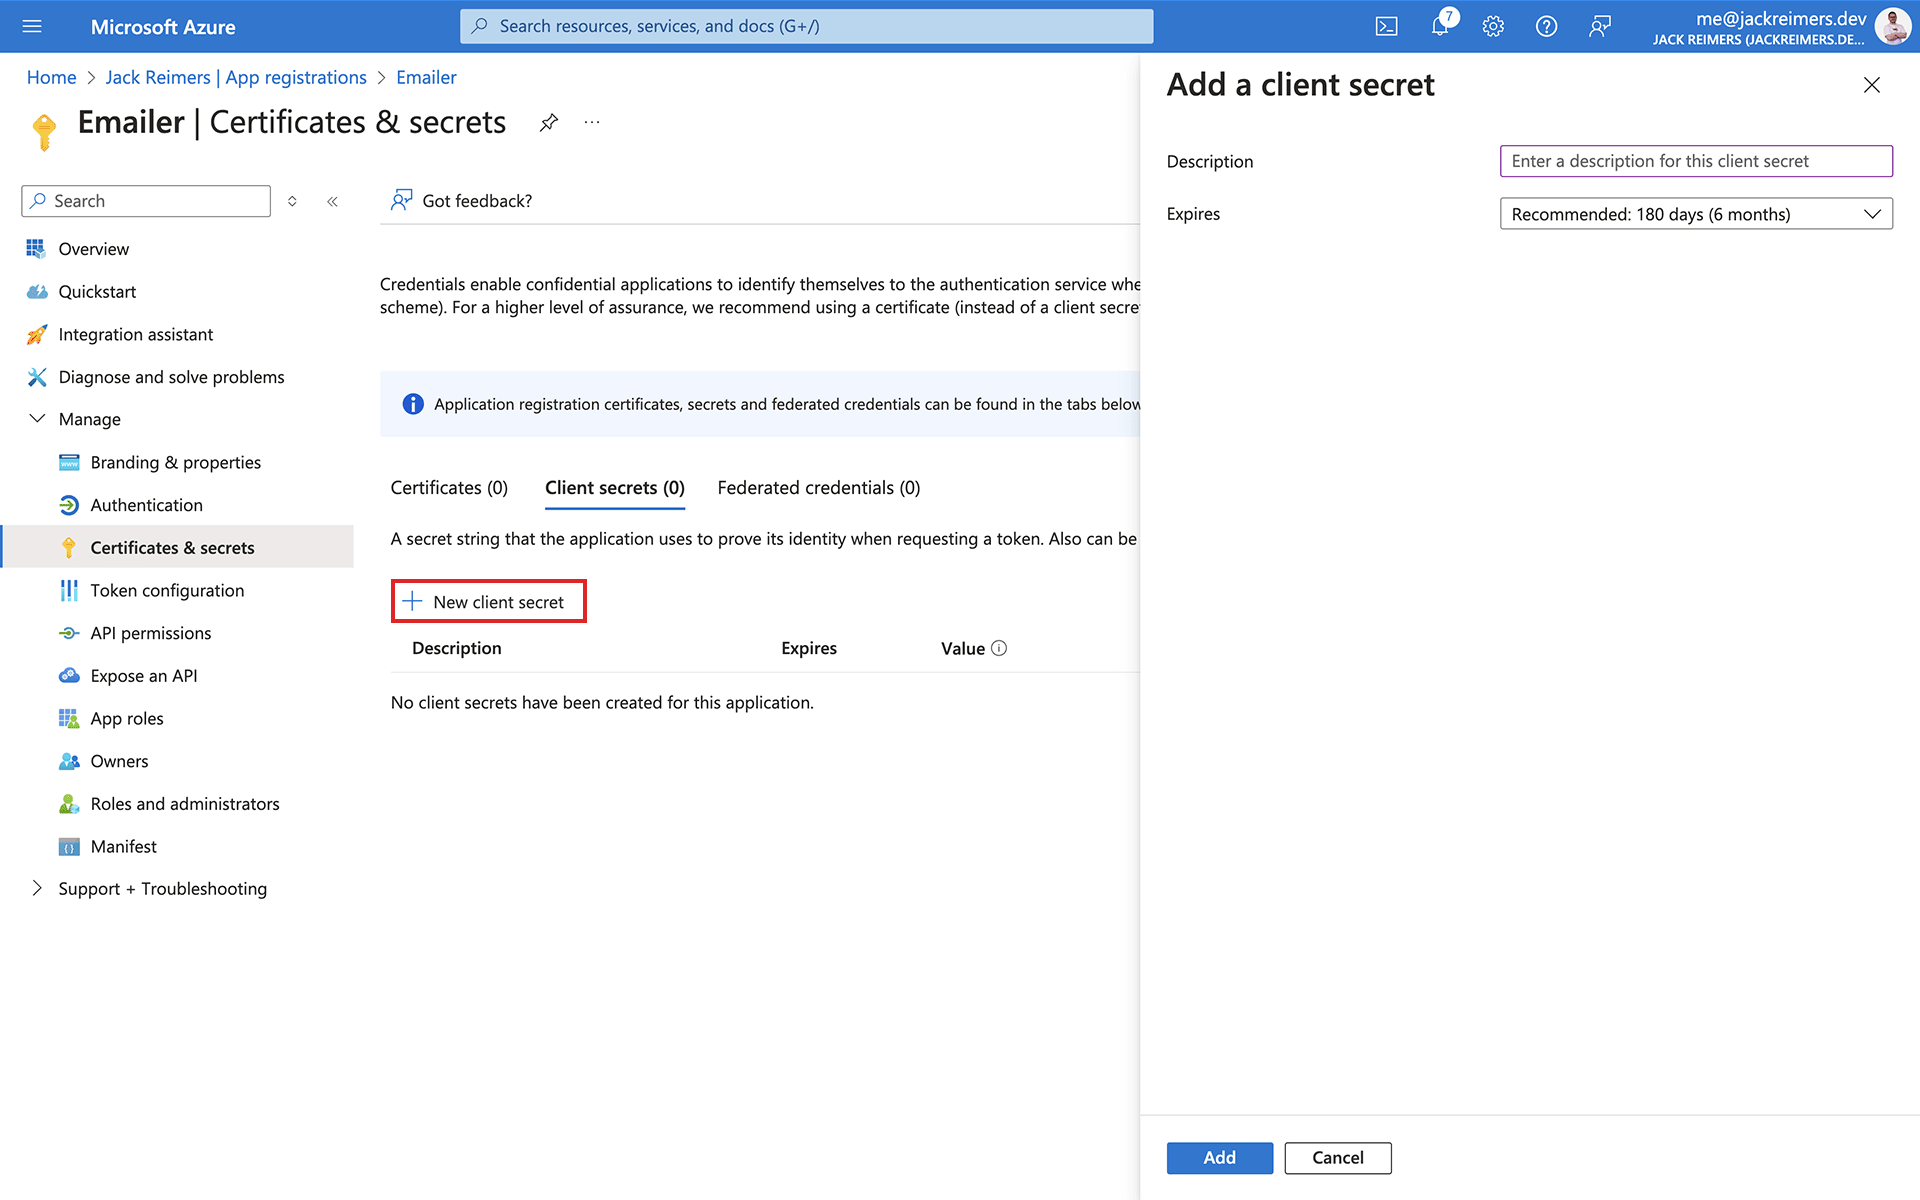 Microsoft Azure
Search resources, services, and docs (G+/)
7
me@jackreimers.dev
JACK REIMERS (JACKREIMERS.DE...
Home > Jack Reimers | App registrations > Emailer
Emailer | Certificates & secrets
Search
Overview
Quickstart
Integration assistant
Diagnose and solve problems
Manage
Branding & properties
Authentication
Certificates & secrets
Token configuration
API permissions
Expose an API
App roles
Owners
Roles and administrators
Manifest
Support + Troubleshooting
Got feedback?
Credentials enable confidential applications to identify themselves to the authentication service whe
scheme). For a higher level of assurance, we recommend using a certificate (instead of a client secre
Application registration certificates, secrets and federated credentials can be found in the tabs below
Certificates (0) Client secrets (0) Federated credentials (0)
A secret string that the application uses to prove its identity when requesting a token. Also can be
New client secret
Description Expires Value
No client secrets have been created for this application.
Add a client secret
Description Enter a description for this client secret
Expires Recommended: 180 days (6 months)
Add Cancel